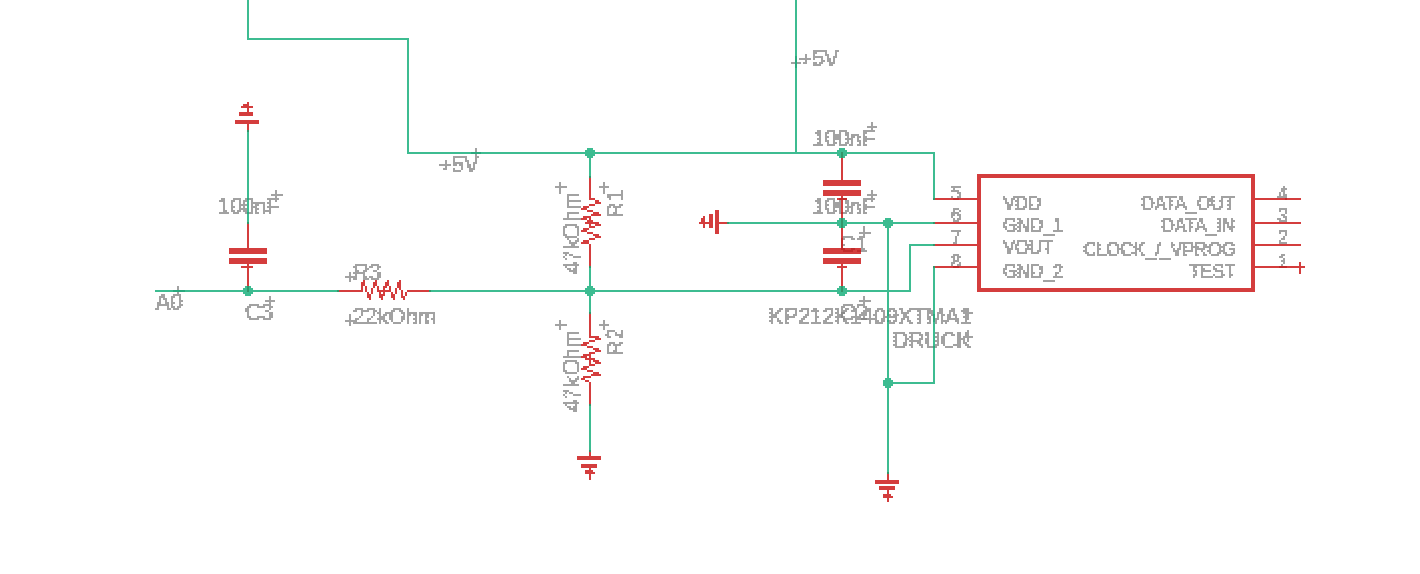 +5V
100nF
+5V
100nF
100nF
R1
47kOhm
C1
5
6
7
8
VDD
GND_1
VOUT
GND_2
DATA_OUT
DATA_IN
CLOCK_/_VPROG
TEST
4
3
2
1
A0
C3
R3
22kOhm
R2
47kOhm
C2
KP212K1409XTMA1
DRUCK